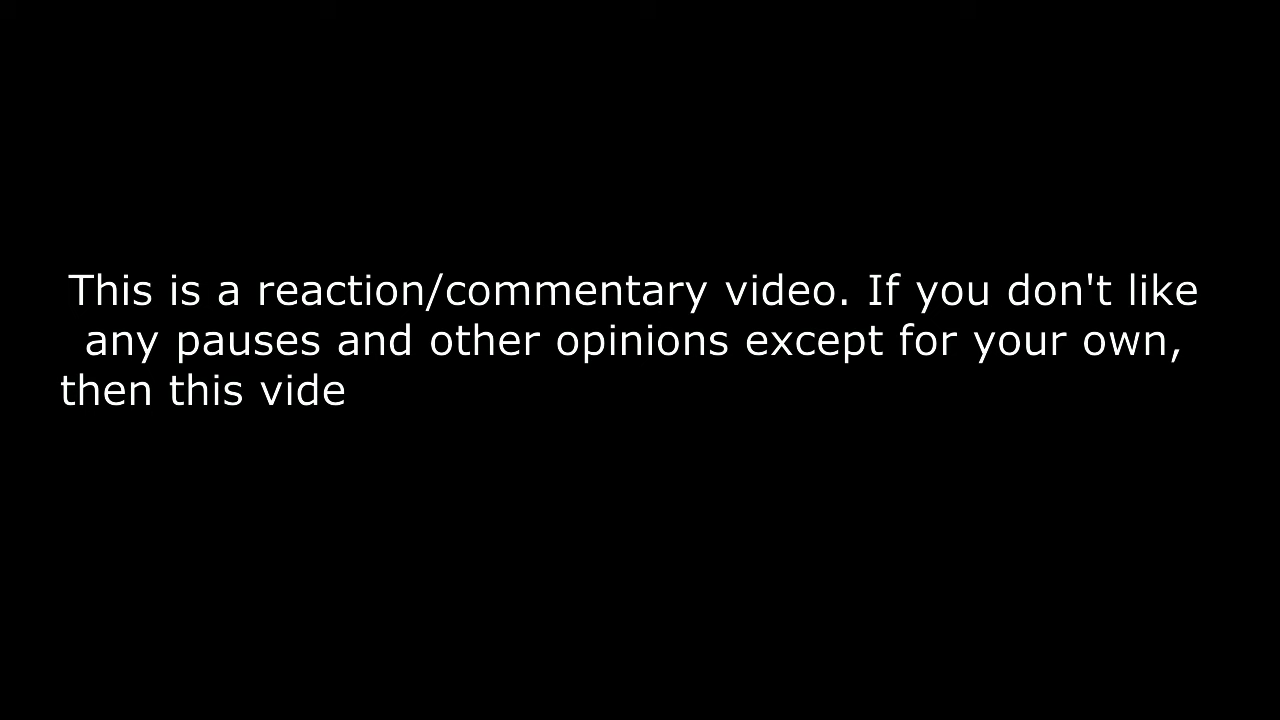 This is a reaction/commentary video. If you don't like
any pauses and other opinions except for your own,
then this vide